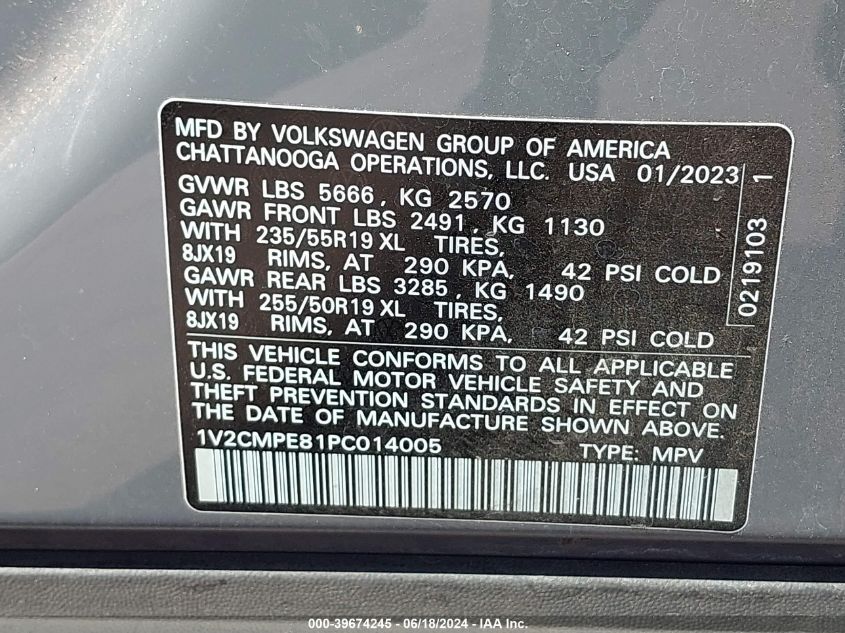 MFD BY VOLKSWAGEN GROUP OF AMERICA
CHATTANOOGA OPERATIONS, LLC. USA 01/2023
GVWR LBS 5666, KG 2570
GAWR FRONT LBS 2491, KG 1130
WITH 235/55R19 XL TIRES,
8JX19 RIMS, AT 290 KPA, 42 PSI COLD
GAWR REAR LBS 3285, KG 1490
WITH 255/50R19 XL TIRES,
8JX19 RIMS, AT 290 KPA, 42 PSI COLD
0219103 1
THIS VEHICLE CONFORMS TO ALL APPLICABLE
U.S. FEDERAL MOTOR VEHICLE SAFETY AND
THEFT PREVENTION STANDARDS IN EFFECT ON
THE DATE OF MANUFACTURE SHOWN ABOVE.
1V2CMPE81PC014005 TYPE: MPV
000-39674245 - 06/18/2024 - IAA Inc.